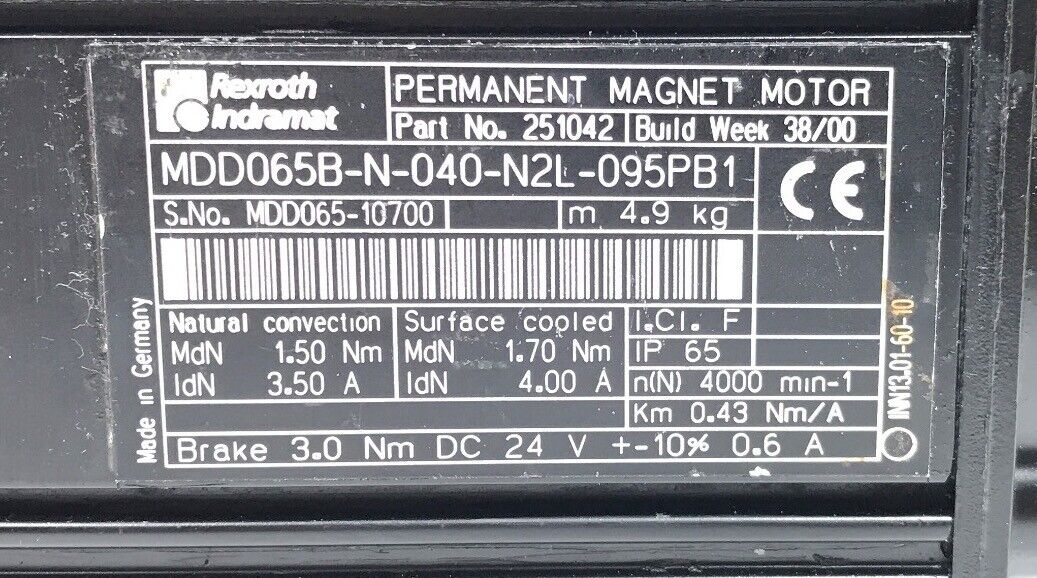 Rexroth
Indramat
PERMANENT MAGNET MOTOR
Part No. 251042 Build Week 38/00
MDD065B-N-040-N2L-095PB1
CE
S.No. MDD065-10700 m 4.9 kg
Natural convection Surface cooled I.Cl. F
MdN 1.50 Nm MdN 1.70 Nm IP 65
IdN 3.50 A IdN 4.00 A n(N) 4000 min-1
Km 0.43 Nm/A
Brake 3.0 Nm DC 24 V +-10% 0.6 A
Made in Germany
INN13.01-60-10